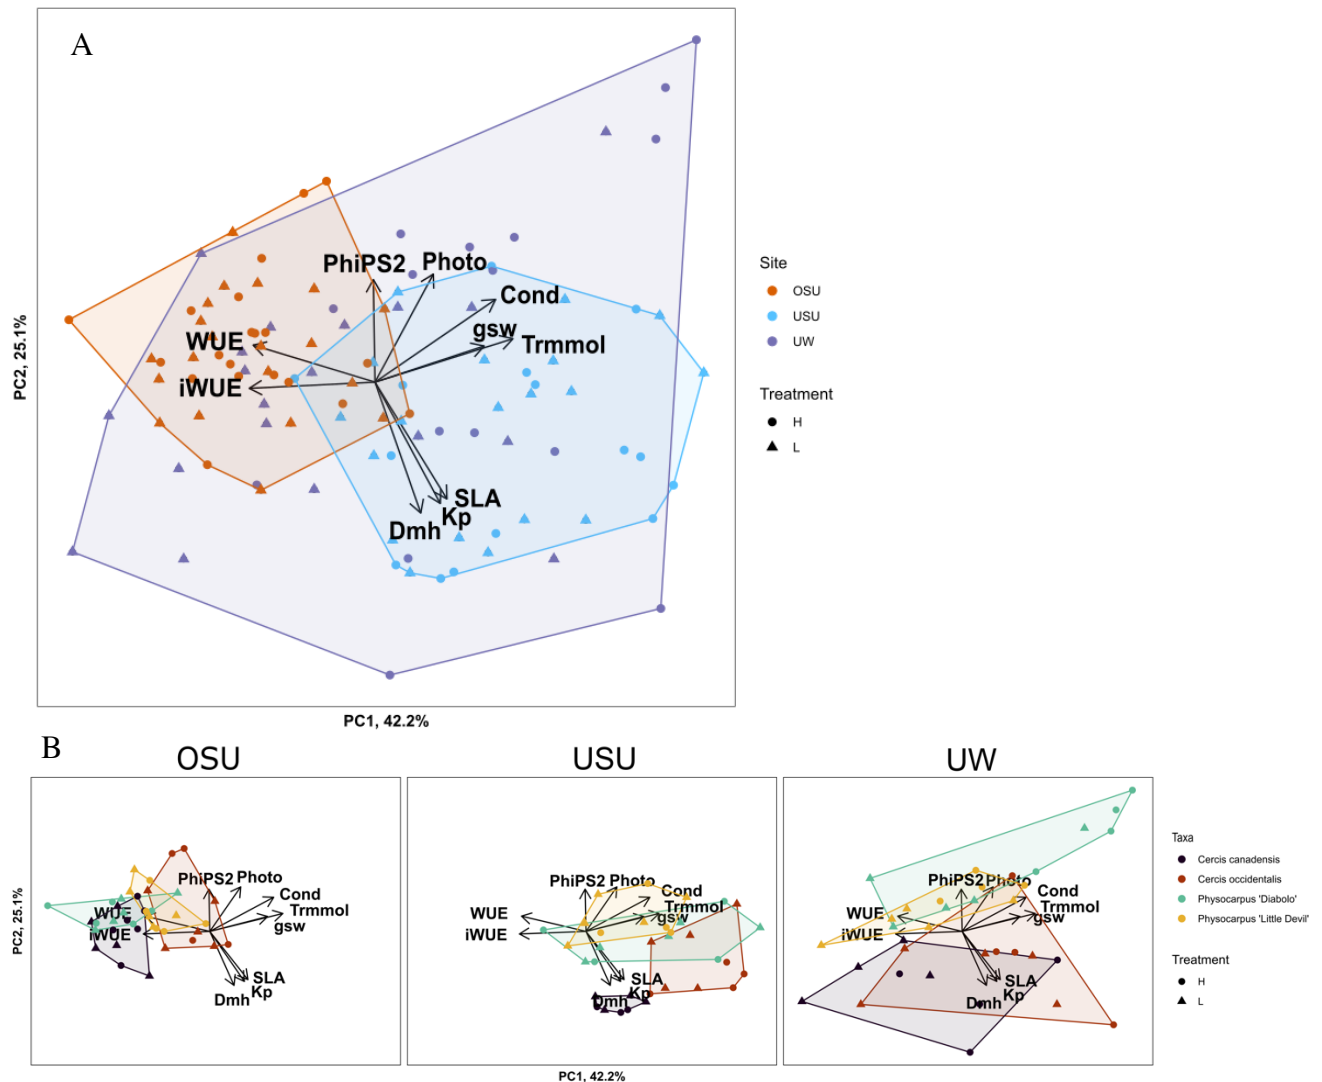 A
PhiPS2 Photo
Cond
gsw
WUE
Trmmol
iWUE
SLA
Kp
Dmh
PC2, 25.1%
PC1, 42.2%
Site
OSU
USU
UW
Treatment
H
L
B
OSU
USU
UW
PhiPS2 Photo
Cond
Trmmol
WUE
gsw
iWUE
SLA
Kp
Dmh
PhiPS2 Photo
Cond
Trmmol
WUE
gsw
iWUE
SLA
Kp
Dmh
PhiPS2 Photo
Cond
Trmmol
WUE
gsw
iWUE
SLA
Kp
Dmh
PC2, 25.1%
PC1, 42.2%
Taxa
Cercis canadensis
Cercis occidentalis
Physocarpus 'Diabolo'
Physocarpus 'Little Devil'
Treatment
H
L